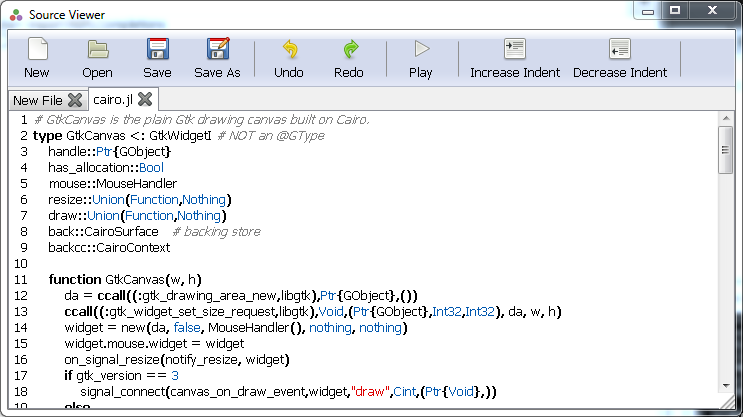 Source Viewer
New Open Save Save As Undo Redo Play Increase Indent Decrease Indent
New File cairo.jl
1 # GtkCanvas is the plain Gtk drawing canvas built on Cairo.
2 type GtkCanvas <: GtkWidgetI # NOT an @GType
3 handle::Ptr{GObject}
4 has_allocation::Bool
5 mouse::MouseHandler
6 resize::Union(Function,Nothing)
7 draw::Union(Function,Nothing)
8 back::CairoSurface # backing store
9 backcc::CairoContext
10
11 function GtkCanvas(w, h)
12 da = ccall((:gtk_drawing_area_new,libgtk),Ptr{GObject},())
13 ccall((:gtk_widget_set_size_request,libgtk),Void,(Ptr{GObject},Int32,Int32), da, w, h)
14 widget = new(da, false, MouseHandler(), nothing, nothing)
15 widget.mouse.widget = widget
16 on_signal_resize(notify_resize, widget)
17 if gtk_version == 3
18 signal_connect(canvas_on_draw_event,widget,"draw",Cint,(Ptr{Void},))
19 else